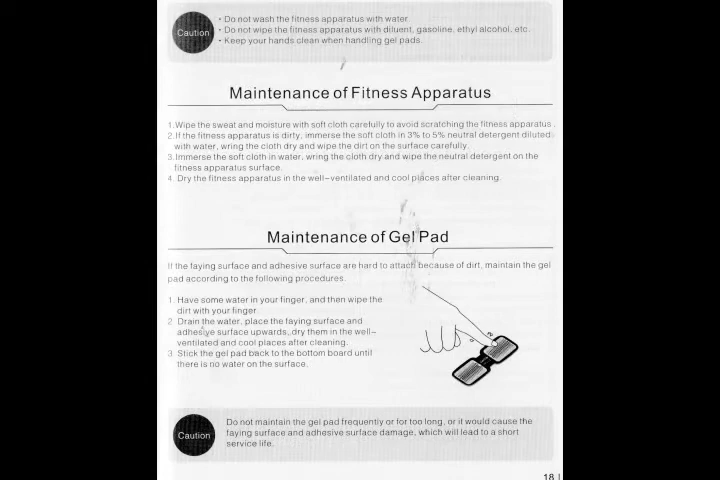 Caution
• Do not wash the fitness apparatus with water.
• Do not wipe the fitness apparatus with diluent, gasoline, ethyl alcohol, etc.
• Keep your hands clean when handling gel pads.
Maintenance of Fitness Apparatus
1.Wipe the sweat and moisture with soft cloth carefully to avoid scratching the fitness apparatus.
2.If the fitness apparatus is dirty, immerse the soft cloth in 3% to 5% neutral detergent diluted
with water, wring the cloth dry and wipe the dirt on the surface carefully.
3.Immerse the soft cloth in water, wring the cloth dry and wipe the neutral detergent on the
fitness apparatus surface.
4. Dry the fitness apparatus in the well-ventilated and cool places after cleaning.
Maintenance of Gel Pad
If the faying surface and adhesive surface are hard to attach because of dirt, maintain the gel
pad according to the following procedures.
1. Have some water in your finger, and then wipe the
dirt with your finger.
2. Drain the water, place the faying surface and
adhesive surface upwards, dry them in the well-
ventilated and cool places after cleaning.
3. Stick the gel pad back to the bottom board until
there is no water on the surface.
Caution
Do not maintain the gel pad frequently or for too long, or it would cause the
faying surface and adhesive surface damage, which will lead to a short
service life.
18